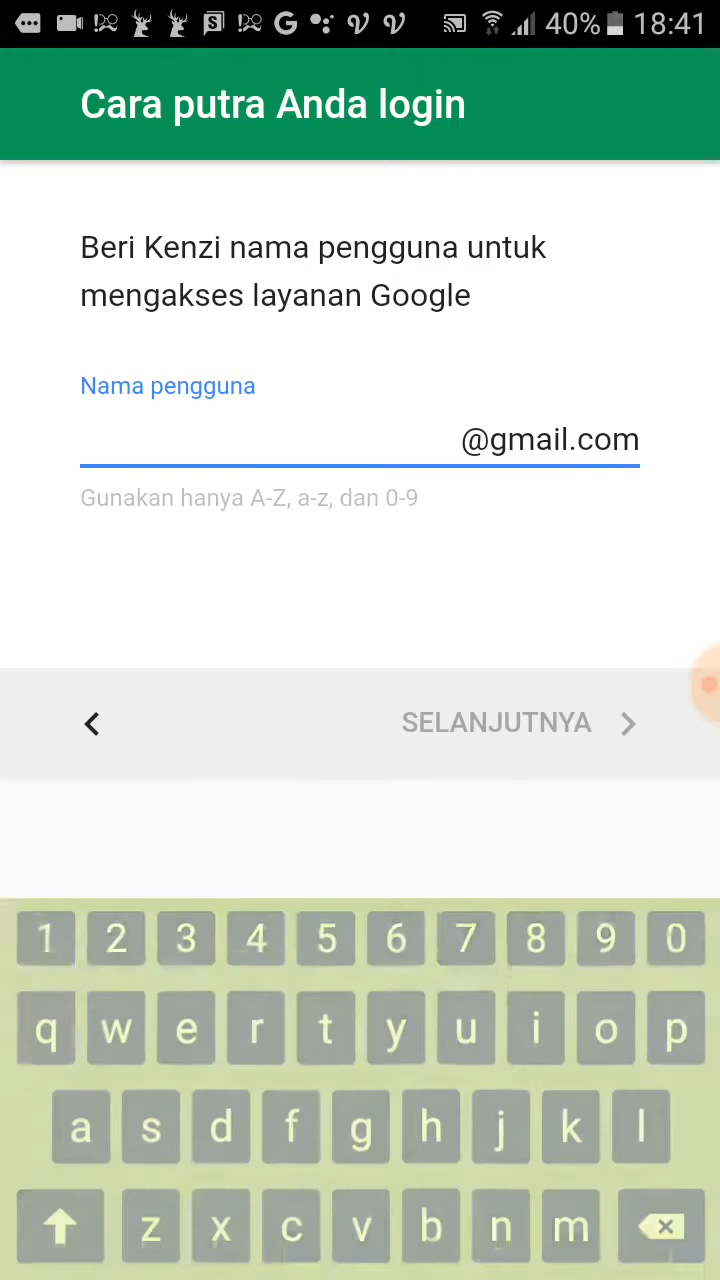 40% 18:41
Cara putra Anda login
Beri Kenzi nama pengguna untuk
mengakses layanan Google
Nama pengguna
@gmail.com
Gunakan hanya A-Z, a-z, dan 0-9
SELANJUTNYA
1 2 3 4 5 6 7 8 9 0
q w e r t y u i o p
a s d f g h j k l
z x c v b n m